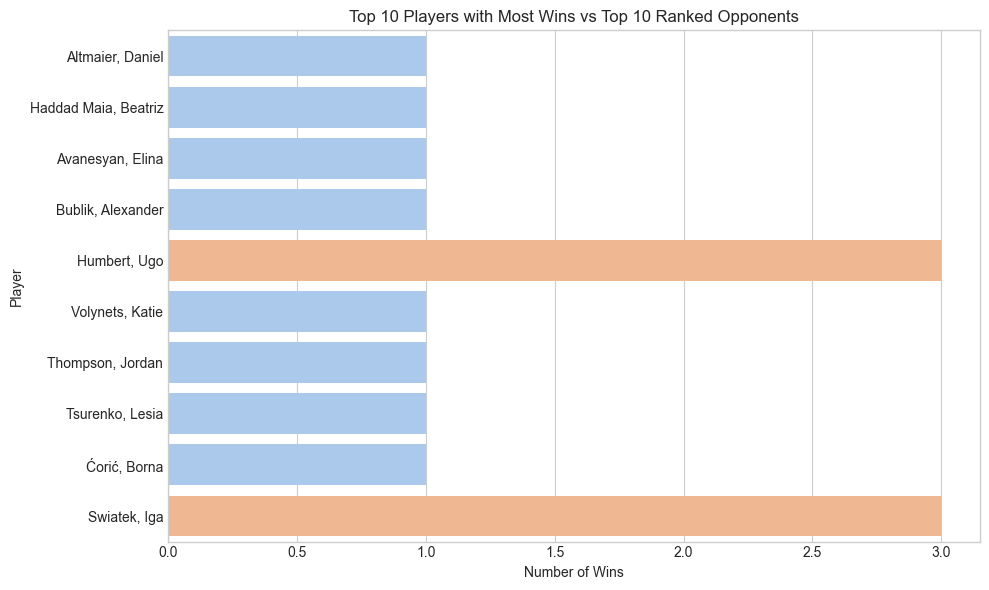 Top 10 Players with Most Wins vs Top 10 Ranked Opponents
Player
Altmaier, Daniel
Haddad Maia, Beatriz
Avanesyan, Elina
Bublik, Alexander
Humbert, Ugo
Volynets, Katie
Thompson, Jordan
Tsurenko, Lesia
Ćorić, Borna
Swiatek, Iga
0.0 0.5 1.0 1.5 2.0 2.5 3.0
Number of Wins